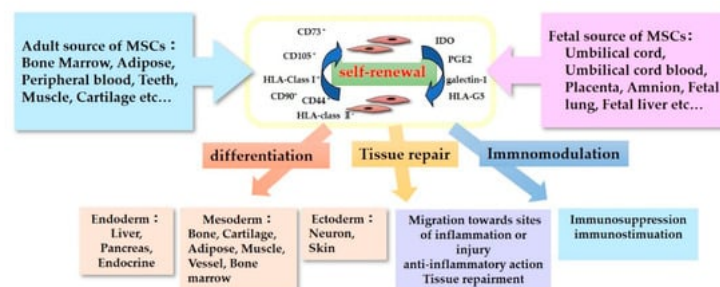 Adult source of MSCs：
Bone Marrow, Adipose,
Peripheral blood, Teeth,
Muscle, Cartilage etc…
CD73⁺
CD105⁺
HLA-Class I⁺
CD90⁺
CD44⁺
HLA-class Ⅱ⁺
self-renewal
IDO
PGE2
galectin-1
HLA-G5
Fetal source of MSCs：
Umbilical cord,
Umbilical cord blood,
Placenta, Amnion, Fetal
lung, Fetal liver etc…
differentiation
Tissue repair
Immnomodulation
Endoderm：
Liver,
Pancreas,
Endocrine
Mesoderm：
Bone, Cartilage,
Adipose, Muscle,
Vessel, Bone
marrow
Ectoderm：
Neuron,
Skin
Migration towards sites
of inflammation or
injury
anti-inflammatory action
Tissue repairment
Immunosuppression
immunostimuation